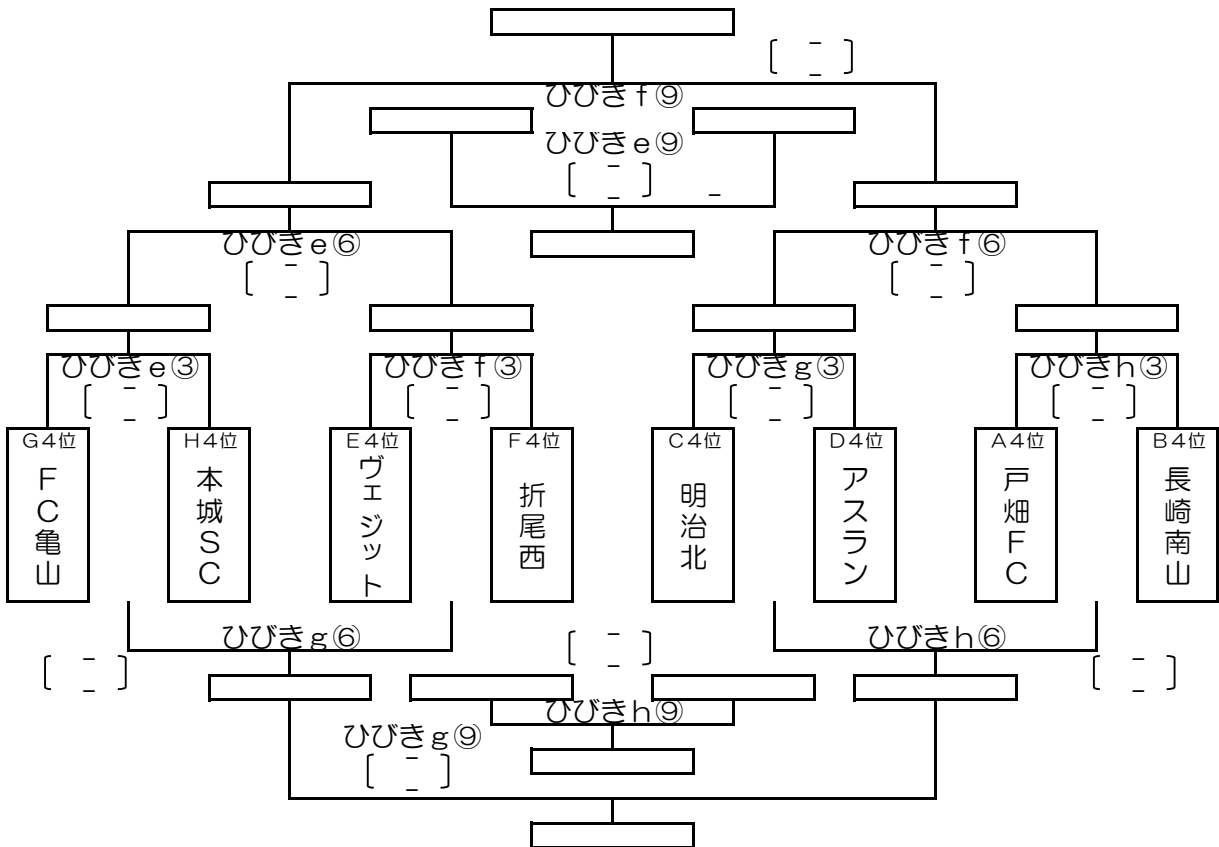 [ - - ]
ひびきf⑨
ひびきe⑨
[ - - ] -
ひびきe⑥
[ - - ]
ひびきf⑥
[ - - ]
ひびきe③
[ - - ]
ひびきf③
[ - - ]
ひびきg③
[ - - ]
ひびきh③
[ - - ]
G4位
FC亀山
H4位
本城SC
E4位
ヴェジット
F4位
折尾西
C4位
明治北
D4位
アスラン
A4位
戸畑FC
B4位
長崎南山
ひびきg⑥
[ - - ]
[ - - ]
ひびきh⑥
[ - - ]
ひびきh⑨
ひびきg⑨
[ - - ]